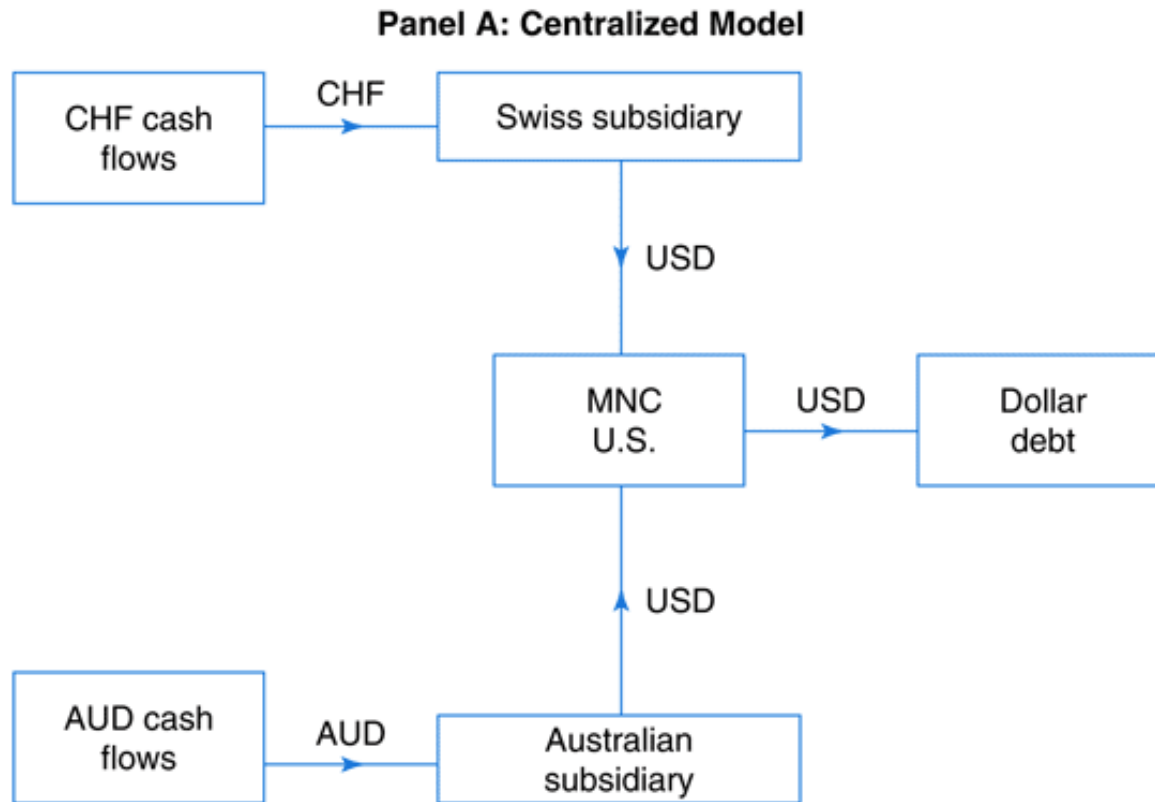 Panel A: Centralized Model
CHF cash
flows
CHF
Swiss subsidiary
USD
MNC
U.S.
USD
Dollar
debt
USD
AUD cash
flows
AUD
Australian
subsidiary